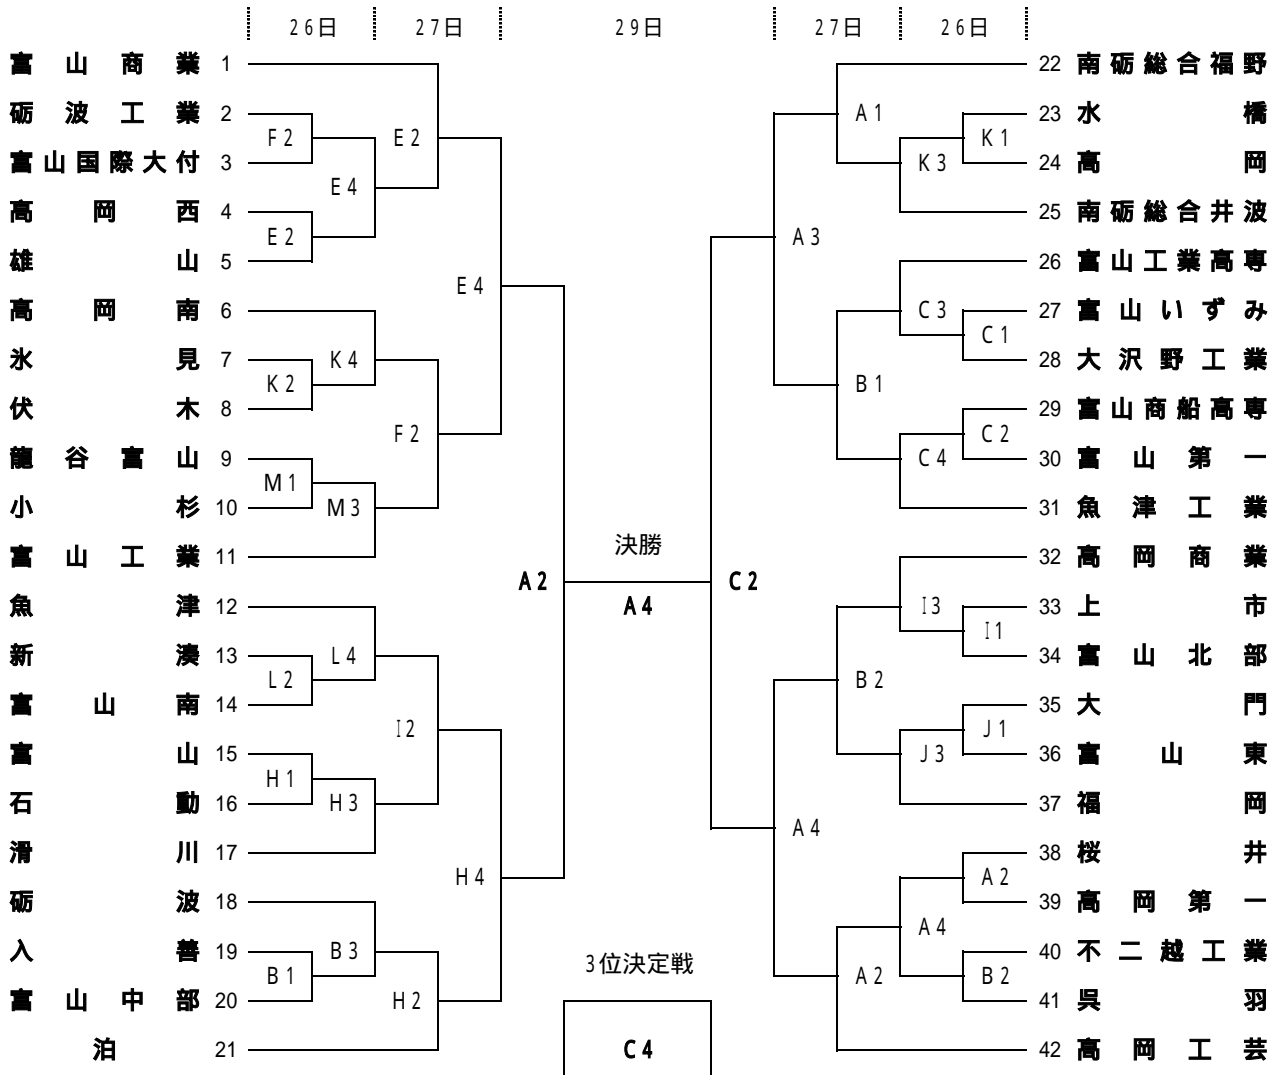 26日 27日 29日 27日 26日
富山商業 1 22 南砺総合福野
砺波工業 2 A1 23 水橋
F2 E2 K1
富山国際大付 3 K3 24 高岡
E4
高岡西 4 25 南砺総合井波
E2 A3
雄山 5 26 富山工業高専
E4
高岡南 6 C3 27 富山いずみ
C1
氷見 7 K4 28 大沢野工業
K2 B1
伏木 8 29 富山商船高専
F2 C2
龍谷富山 9 C4 30 富山第一
M1
小杉 10 M3 31 魚津工業
決勝
富山工業 11 32 高岡商業
A2 C2
魚津 12 A4 I3 33 上市
I1
新湊 13 L4 34 富山北部
L2 B2
富山南 14 35 大門
I2 J1
富山 15 J3 36 富山東
H1
石動 16 H3 37 福岡
A4
滑川 17 38 桜井
H4 A2
砺波 18 39 高岡第一
A4
入善 19 B3 40 不二越工業
3位決定戦
B1 A2 B2
富山中部 20 H2 41 呉羽
泊 21 C4 42 高岡工芸